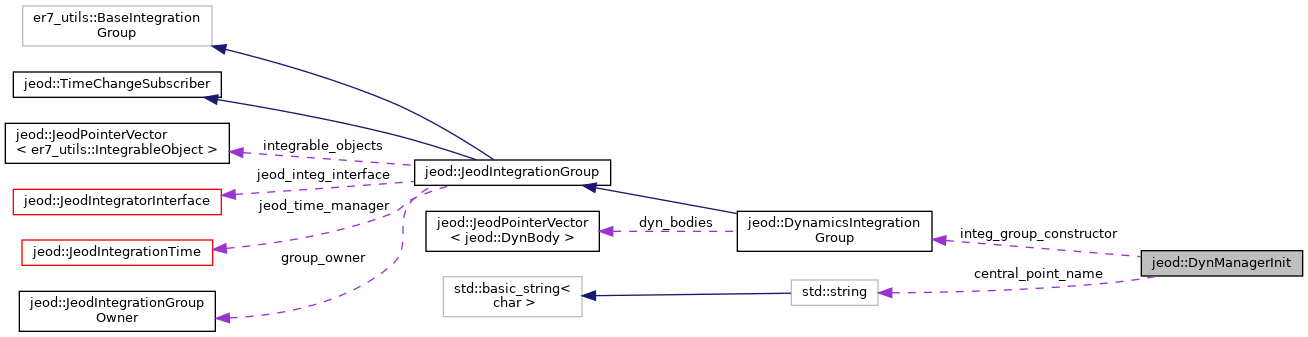 er7_utils::BaseIntegration
Group
jeod::TimeChangeSubscriber
jeod::JeodPointerVector
< er7_utils::IntegrableObject >
jeod::JeodIntegratorInterface
jeod::JeodIntegrationTime
jeod::JeodIntegrationGroup
Owner
integrable_objects
jeod_integ_interface
jeod_time_manager
group_owner
jeod::JeodIntegrationGroup
jeod::JeodPointerVector
< jeod::DynBody >
std::basic_string<
char >
dyn_bodies
jeod::DynamicsIntegration
Group
std::string
integ_group_constructor
central_point_name
jeod::DynManagerInit